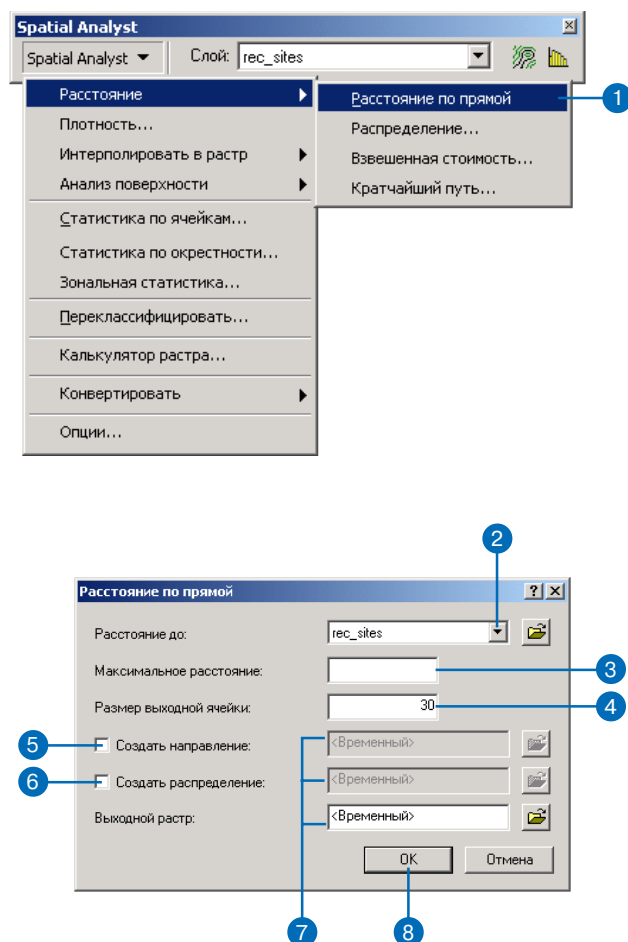 Spatial Analyst
Spatial Analyst Слой: rec_sites
Расстояние
Плотность...
Интерполировать в растр
Анализ поверхности
Статистика по ячейкам...
Статистика по окрестности...
Зональная статистика...
Переклассифицировать...
Калькулятор растра...
Конвертировать
Опции...
Расстояние по прямой 1
Распределение...
Взвешенная стоимость...
Кратчайший путь...
2
Расстояние по прямой
Расстояние до: rec_sites
Максимальное расстояние: 3
Размер выходной ячейки: 30 4
5 Создать направление: <Временный>
6 Создать распределение: <Временный>
Выходной растр: <Временный>
OK Отмена
7 8